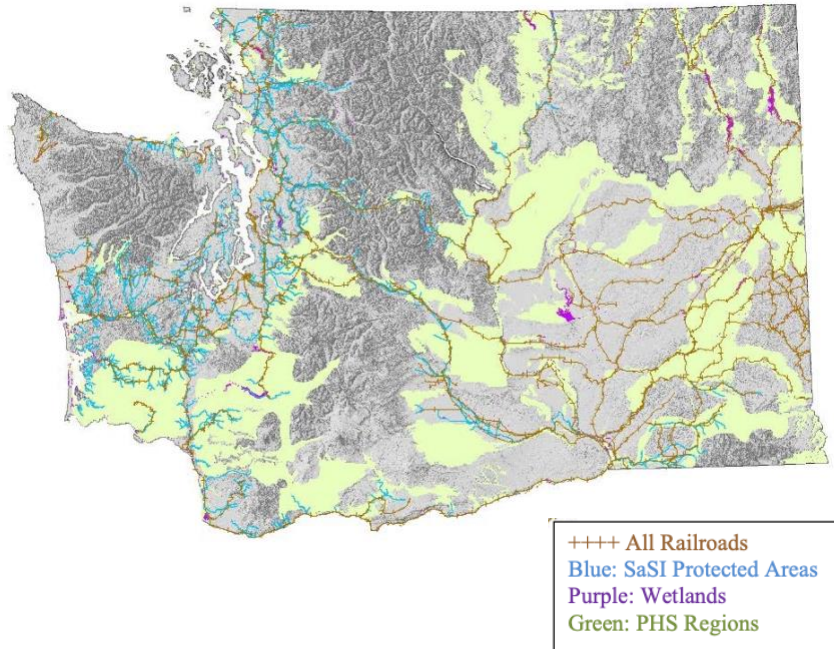 ++++ All Railroads
Blue: SaSI Protected Areas
Purple: Wetlands
Green: PHS Regions